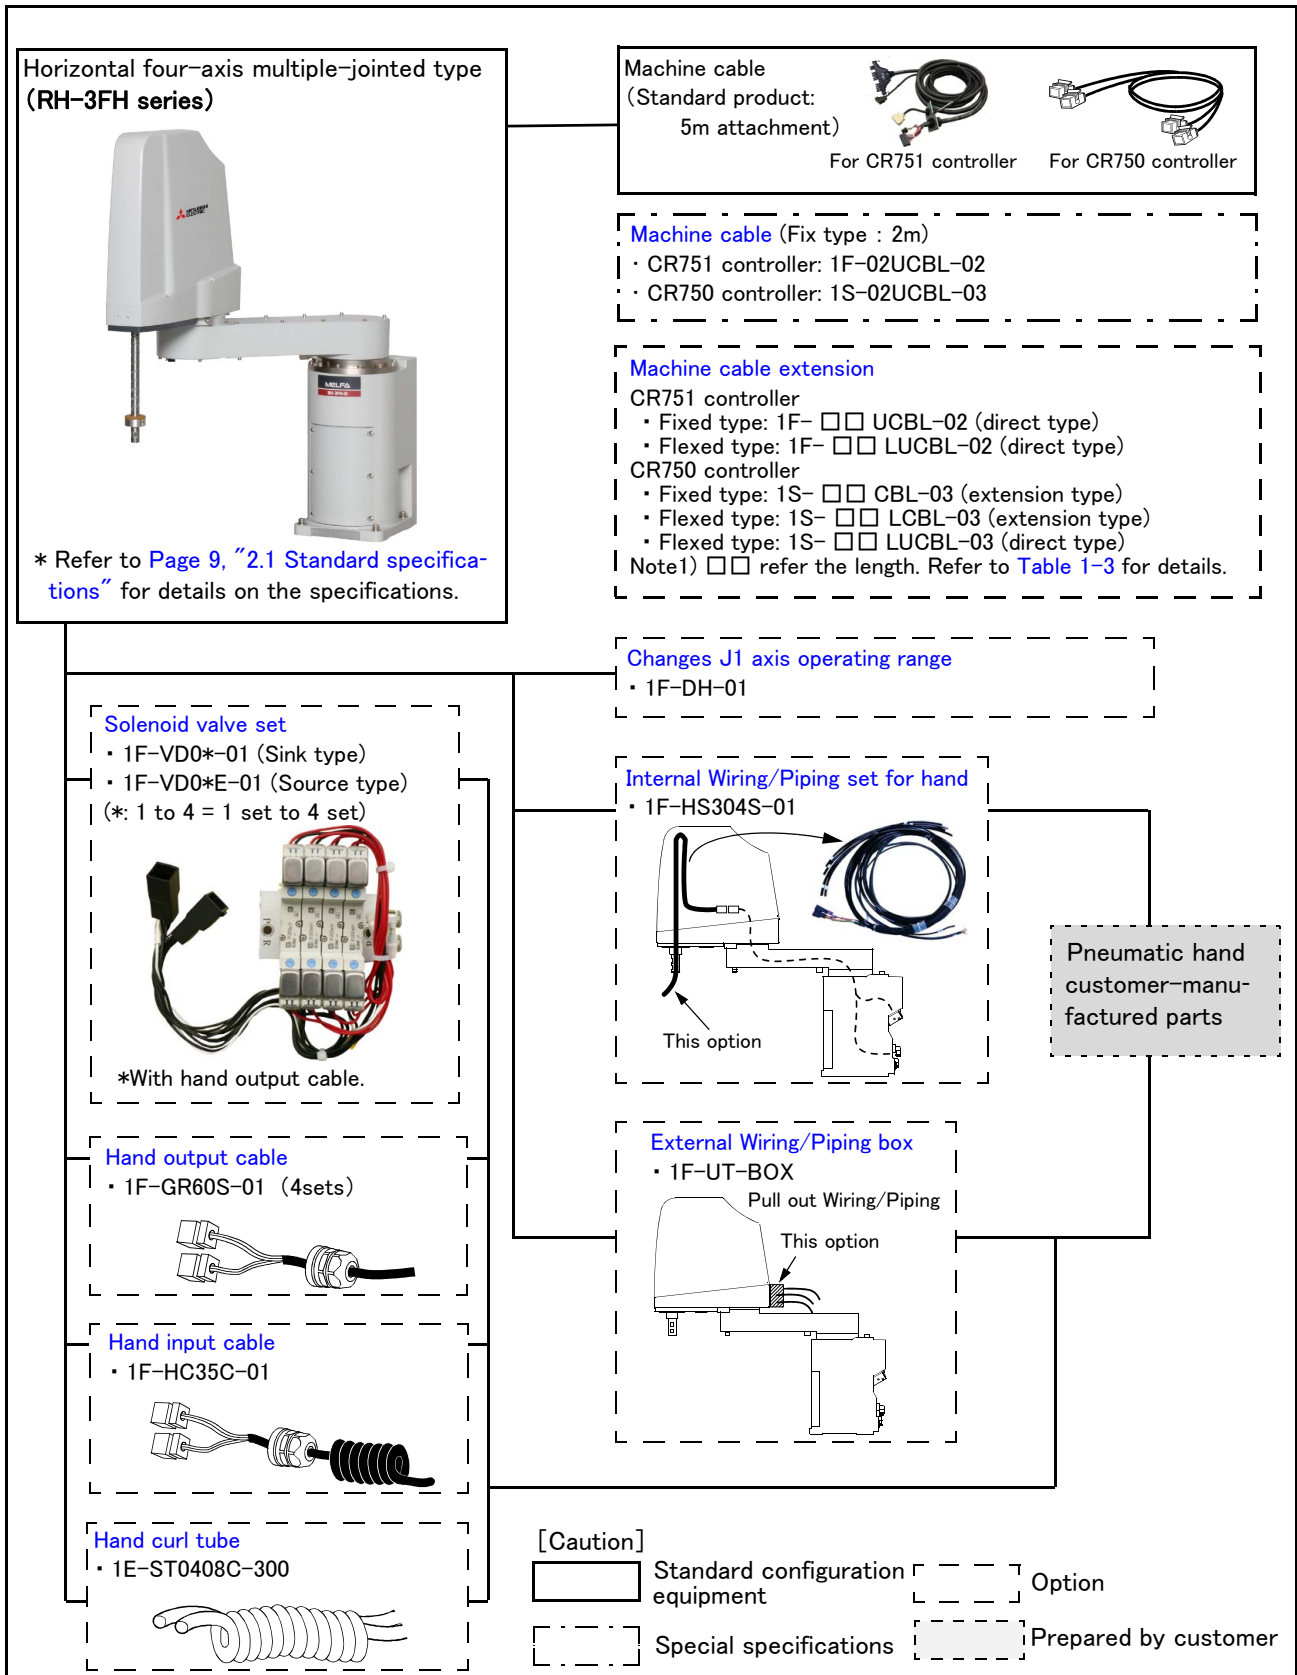 Horizontal four-axis multiple-jointed type
(RH-3FH series)
MITSUBISHI
ELECTRIC
MELFA
* Refer to Page 9, "2.1 Standard specifica-
tions" for details on the specifications.
Machine cable
(Standard product:
5m attachment)
For CR751 controller
For CR750 controller
Machine cable (Fix type : 2m)
・CR751 controller: 1F-02UCBL-02
・CR750 controller: 1S-02UCBL-03
Machine cable extension
CR751 controller
・Fixed type: 1F- □□ UCBL-02 (direct type)
・Flexed type: 1F- □□ LUCBL-02 (direct type)
CR750 controller
・Fixed type: 1S- □□ CBL-03 (extension type)
・Flexed type: 1S- □□ LCBL-03 (extension type)
・Flexed type: 1S- □□ LUCBL-03 (direct type)
Note1) □□ refer the length. Refer to Table 1-3 for details.
Changes J1 axis operating range
・1F-DH-01
Solenoid valve set
・1F-VD0*-01 (Sink type)
・1F-VD0*E-01 (Source type)
(*: 1 to 4 = 1 set to 4 set)
*With hand output cable.
Internal Wiring/Piping set for hand
・1F-HS304S-01
This option
Pneumatic hand
customer-manu-
factured parts
Hand output cable
・1F-GR60S-01 (4sets)
External Wiring/Piping box
・1F-UT-BOX
Pull out Wiring/Piping
This option
Hand input cable
・1F-HC35C-01
Hand curl tube
・1E-ST0408C-300
[Caution]
Standard configuration
equipment
Option
Special specifications
Prepared by customer